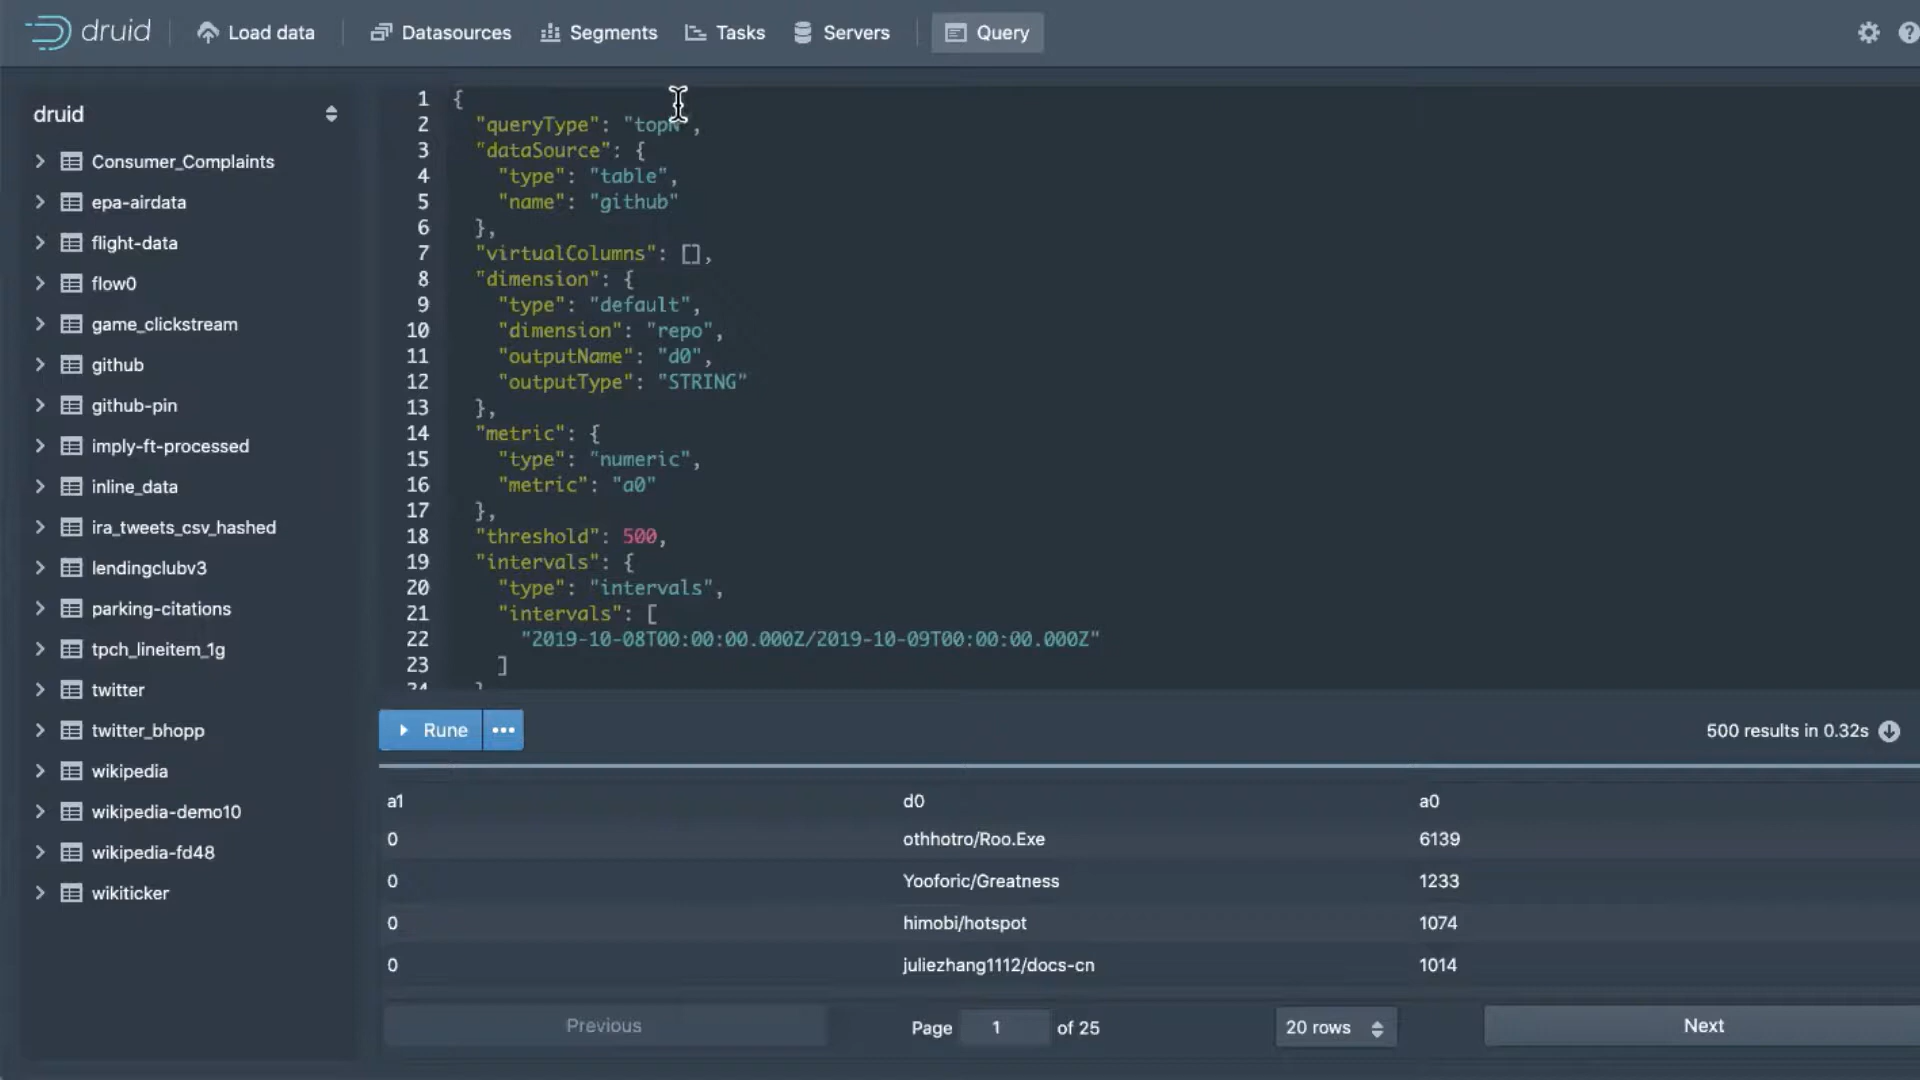 druid Load data Datasources Segments Tasks Servers Query
druid
Consumer_Complaints
epa-airdata
flight-data
flow0
game_clickstream
github
github-pin
imply-ft-processed
inline_data
ira_tweets_csv_hashed
lendingclubv3
parking-citations
tpch_lineitem_1g
twitter
twitter_bhopp
wikipedia
wikipedia-demo10
wikipedia-fd48
wikiticker
1 {
2 "queryType": "topN",
3 "dataSource": {
4 "type": "table",
5 "name": "github"
6 },
7 "virtualColumns": [],
8 "dimension": {
9 "type": "default",
10 "dimension": "repo",
11 "outputName": "d0",
12 "outputType": "STRING"
13 },
14 "metric": {
15 "type": "numeric",
16 "metric": "a0"
17 },
18 "threshold": 500,
19 "intervals": {
20 "type": "intervals",
21 "intervals": [
22 "2019-10-08T00:00:00.000Z/2019-10-09T00:00:00.000Z"
23 ]
24 }
Rune ••• 500 results in 0.32s
a1 d0 a0
0 othhotro/Roo.Exe 6139
0 Yooforic/Greatness 1233
0 himobi/hotspot 1074
0 juliezhang1112/docs-cn 1014
Previous Page 1 of 25 20 rows Next